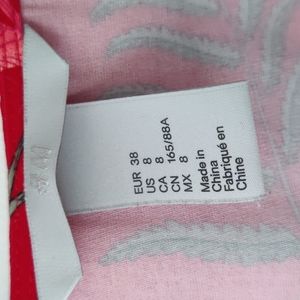 EUR 38
US 8
CA 8
CN 165/88A
MX 8
Made in
China
Fabriqué en
Chine